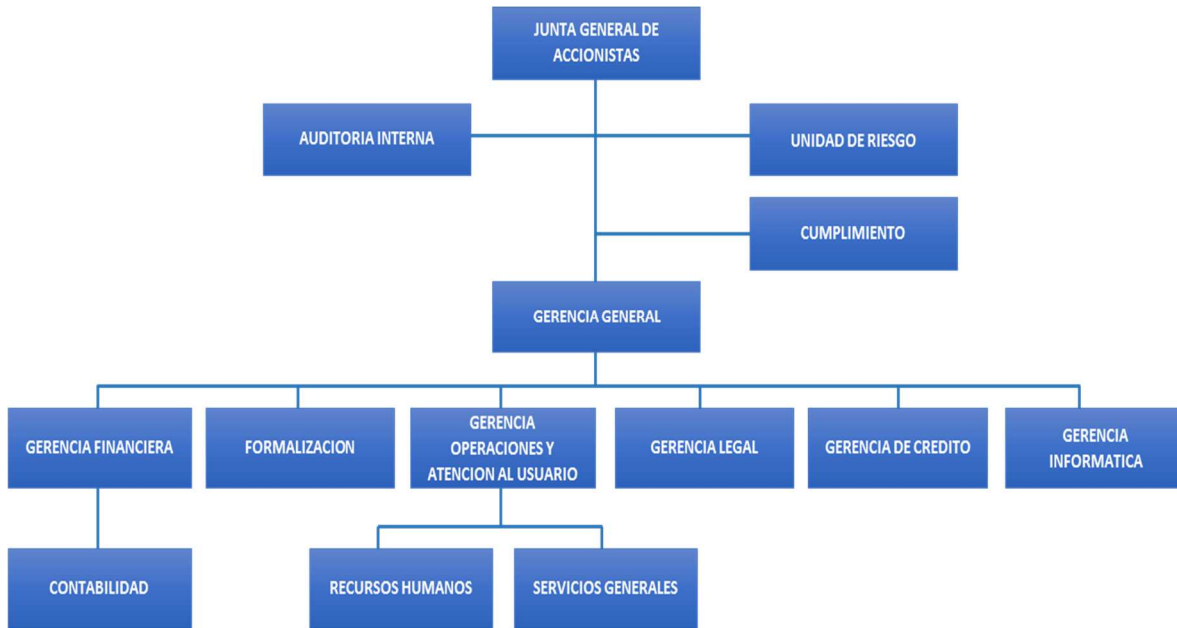 JUNTA GENERAL DE
ACCIONISTAS
AUDITORIA INTERNA
UNIDAD DE RIESGO
CUMPLIMIENTO
GERENCIA GENERAL
GERENCIA FINANCIERA
FORMALIZACION
GERENCIA
OPERACIONES Y
ATENCION AL USUARIO
GERENCIA LEGAL
GERENCIA DE CREDITO
GERENCIA
INFORMATICA
CONTABILIDAD
RECURSOS HUMANOS
SERVICIOS GENERALES